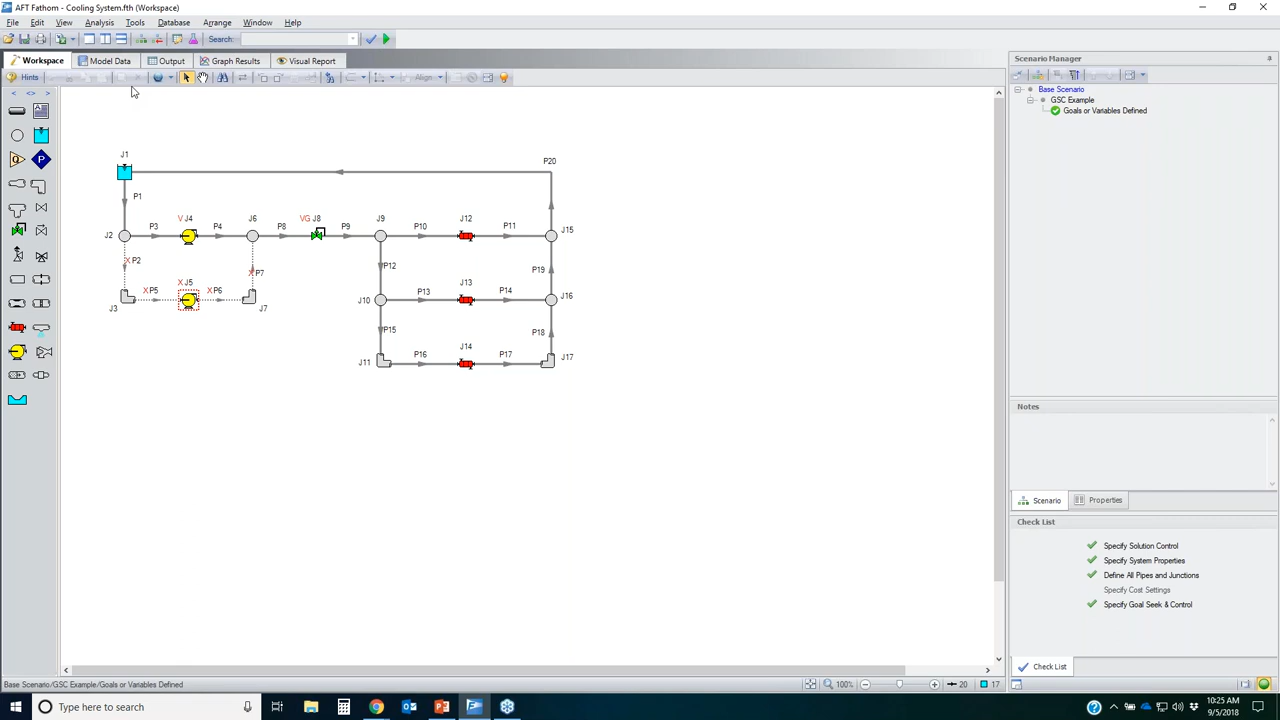 AFT Fathom - Cooling System.fth (Workspace)
File Edit View Analysis Tools Database Arrange Window Help
Search:
Workspace Model Data Output Graph Results Visual Report
Hints
Align
Scenario Manager
Base Scenario
GSC Example
Goals or Variables Defined
J1
P20
P1
V J4 J6 VG J8 J9 J12 J15
J2 P3 P4 P8 P9 P10 P11
X P2 X P7 P12 P19
X J5 J13
X P5 X P6 P13 P14
J3 J7 J10 J16
P15 P18
J14
P16 P17
J11 J17
Notes
Scenario Properties
Check List
Specify Solution Control
Specify System Properties
Define All Pipes and Junctions
Specify Cost Settings
Specify Goal Seek & Control
Check List
Base Scenario/GSC Example/Goals or Variables Defined
100% 20 17
Type here to search
10:25 AM
9/5/2018